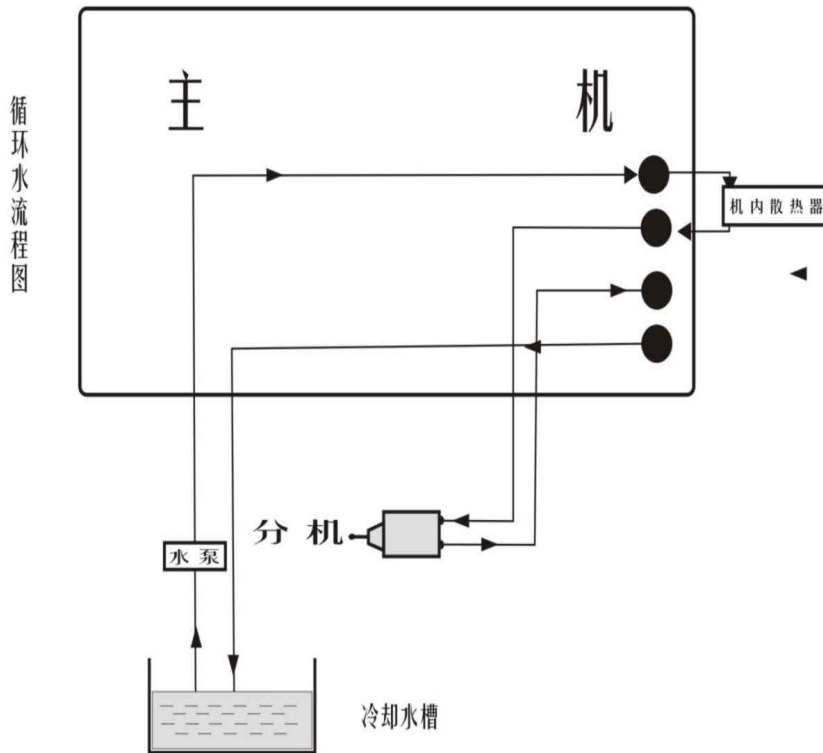 循环水流程图
主机
机内散热器
分机
水泵
冷却水槽